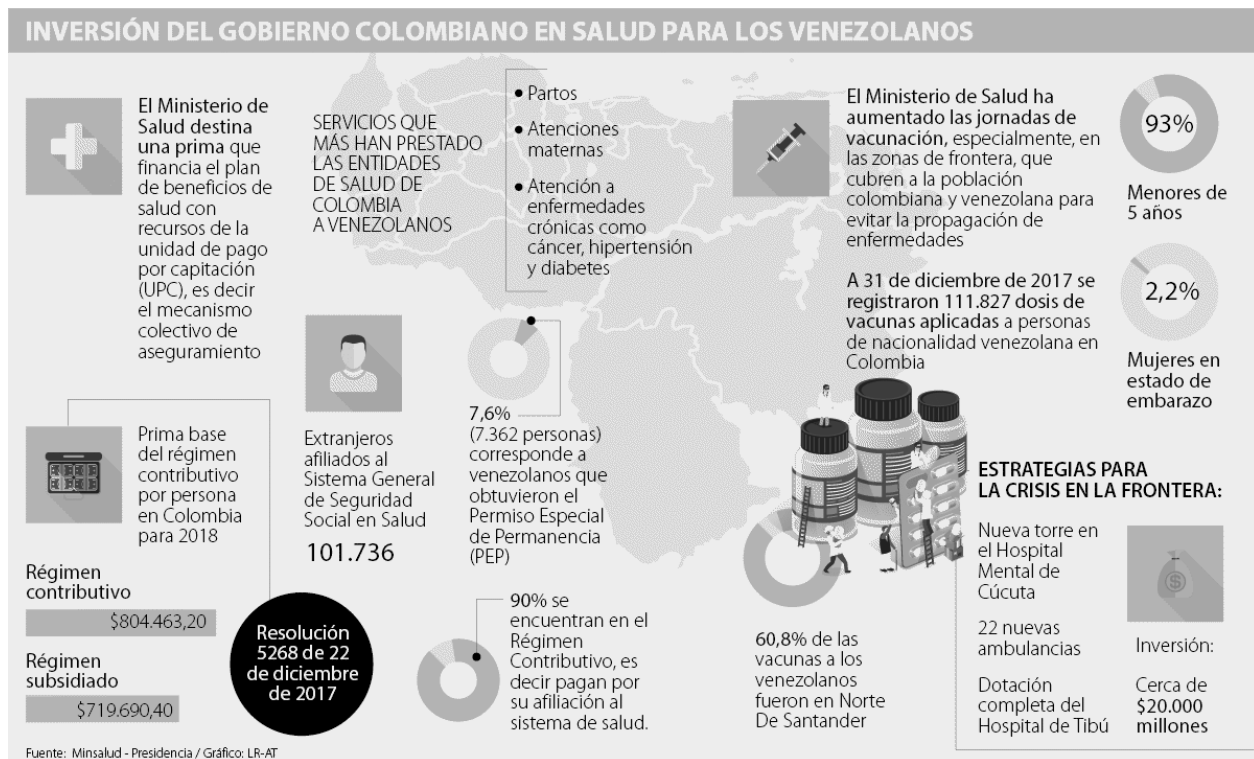 INVERSIÓN DEL GOBIERNO COLOMBIANO EN SALUD PARA LOS VENEZOLANOS
El Ministerio de
Salud destina
una prima que
financia el plan
de beneficios de
salud con
recursos de la
unidad de pago
por capitación
(UPC), es decir
el mecanismo
colectivo de
aseguramiento
SERVICIOS QUE
MÁS HAN PRESTADO
LAS ENTIDADES
DE SALUD DE
COLOMBIA
A VENEZOLANOS
• Partos
• Atenciones
maternas
• Atención a
enfermedades
crónicas como
cáncer, hipertensión
y diabetes
El Ministerio de Salud ha
aumentado las jornadas de
vacunación, especialmente, en
las zonas de frontera, que
cubren a la población
colombiana y venezolana para
evitar la propagación de
enfermedades
A 31 de diciembre de 2017 se
registraron 111.827 dosis de
vacunas aplicadas a personas
de nacionalidad venezolana en
Colombia
93%
Menores de
5 años
2,2%
Mujeres en
estado de
embarazo
Prima base
del régimen
contributivo
por persona
en Colombia
para 2018
Régimen
contributivo
$804.463,20
Régimen
subsidiado
$719.690,40
Resolución
5268 de 22
de diciembre
de 2017
Extranjeros
afiliados al
Sistema General
de Seguridad
Social en Salud
101.736
7,6%
(7.362 personas)
corresponde a
venezolanos que
obtuvieron el
Permiso Especial
de Permanencia
(PEP)
90% se
encuentran en el
Régimen
Contributivo, es
decir pagan por
su afiliación al
sistema de salud.
60,8% de las
vacunas a los
venezolanos
fueron en Norte
De Santander
ESTRATEGIAS PARA
LA CRISIS EN LA FRONTERA:
Nueva torre en
el Hospital
Mental de
Cúcuta
22 nuevas
ambulancias
Dotación
completa del
Hospital de Tibú
$
Inversión:
Cerca de
$20.000
millones
Fuente: Minsalud - Presidencia / Gráfico: LR-AT